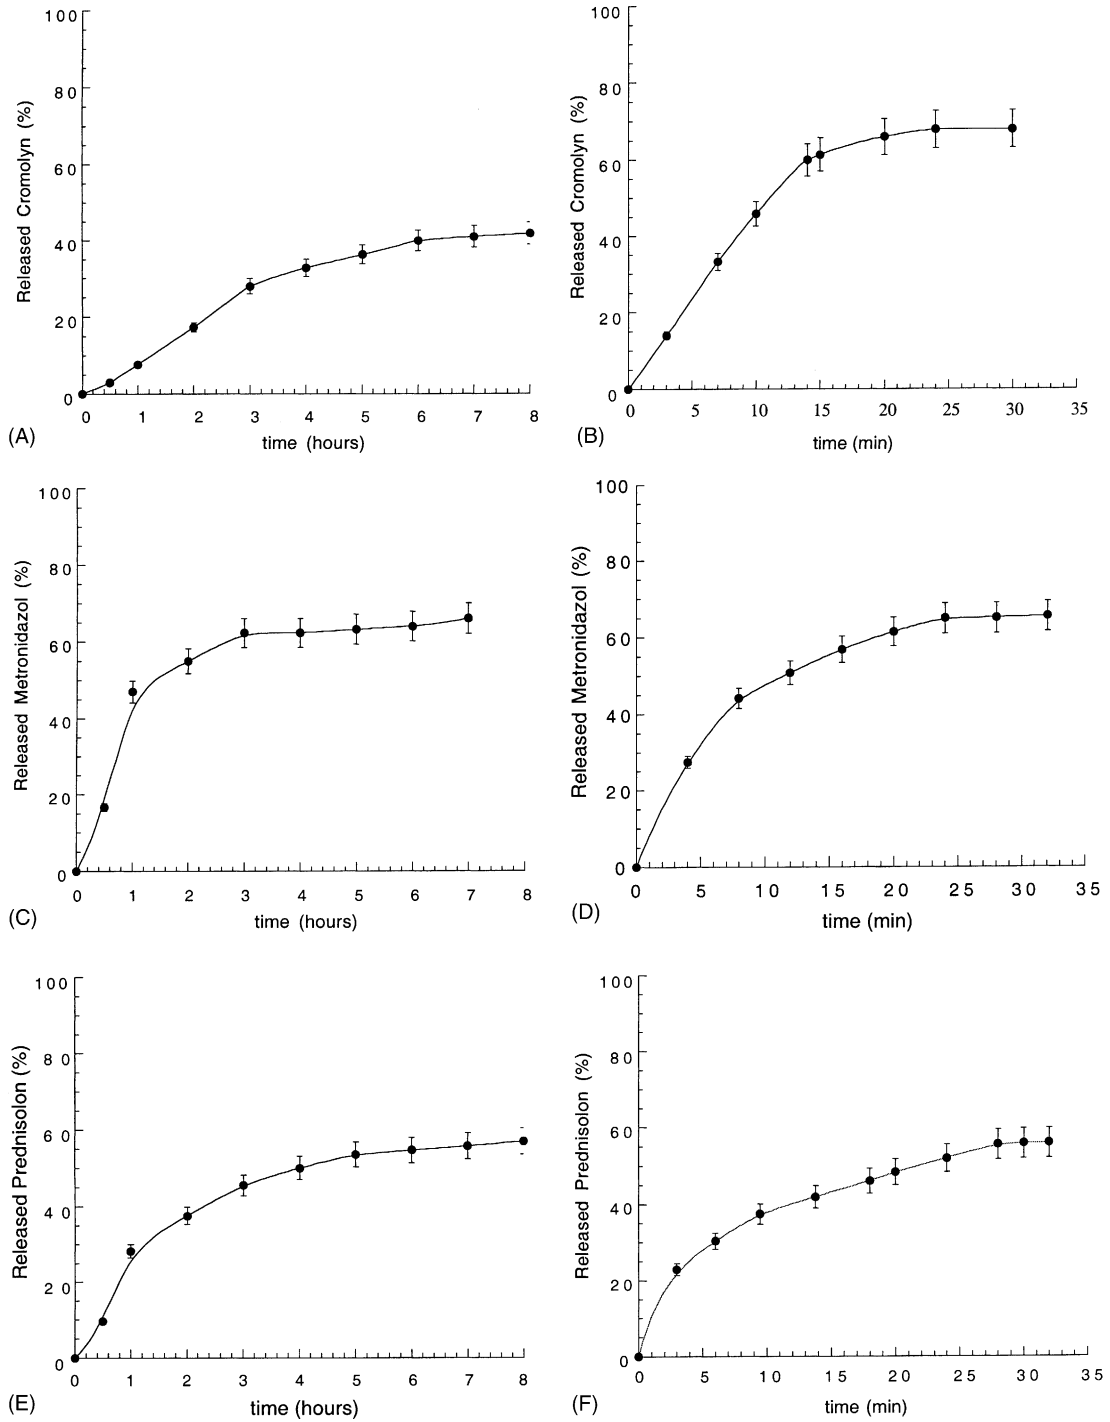 Released Cromolyn (%)
100
80
60
40
20
0
0 1 2 3 4 5 6 7 8
(A)
time (hours)
Released Cromolyn (%)
100
80
60
40
20
0
0 5 10 15 20 25 30 35
(B)
time (min)
Released Metronidazol (%)
100
80
60
40
20
0
0 1 2 3 4 5 6 7 8
(C)
time (hours)
Released Metronidazol (%)
100
80
60
40
20
0
0 5 10 15 20 25 30 35
(D)
time (min)
Released Prednisolon (%)
100
80
60
40
20
0
0 1 2 3 4 5 6 7 8
(E)
time (hours)
Released Prednisolon (%)
100
80
60
40
20
0
0 5 10 15 20 25 30 35
(F)
time (min)